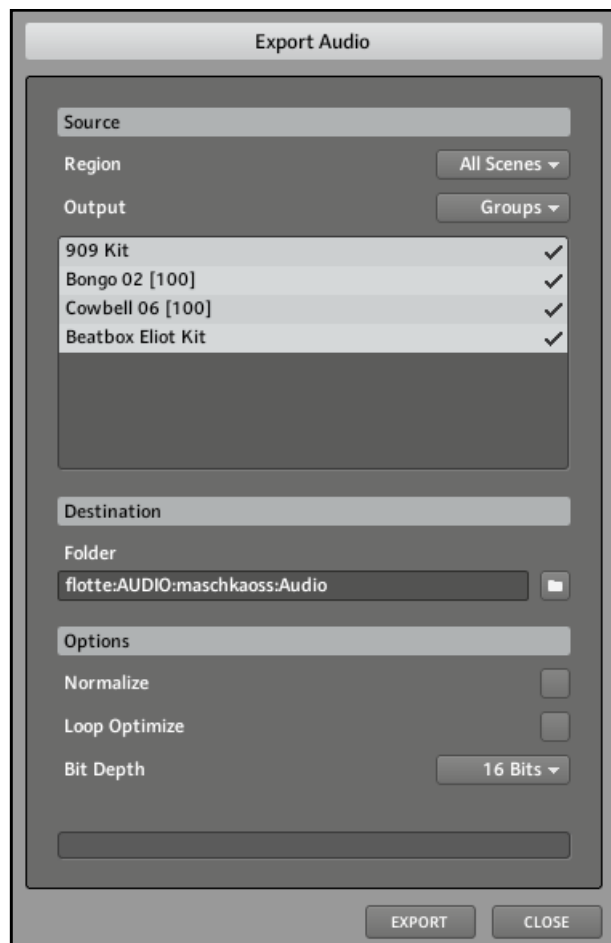 Export Audio
Source
Region All Scenes
Output Groups
909 Kit
Bongo 02 [100]
Cowbell 06 [100]
Beatbox Eliot Kit
Destination
Folder
flotte:AUDIO:maschkaoss:Audio
Options
Normalize
Loop Optimize
Bit Depth 16 Bits
EXPORT CLOSE